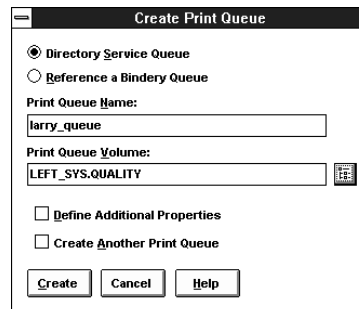 Create Print Queue
Directory Service Queue
Reference a Bindery Queue
Print Queue Name:
larry_queue
Print Queue Volume:
LEFT_SYS.QUALITY
Define Additional Properties
Create Another Print Queue
Create Cancel Help